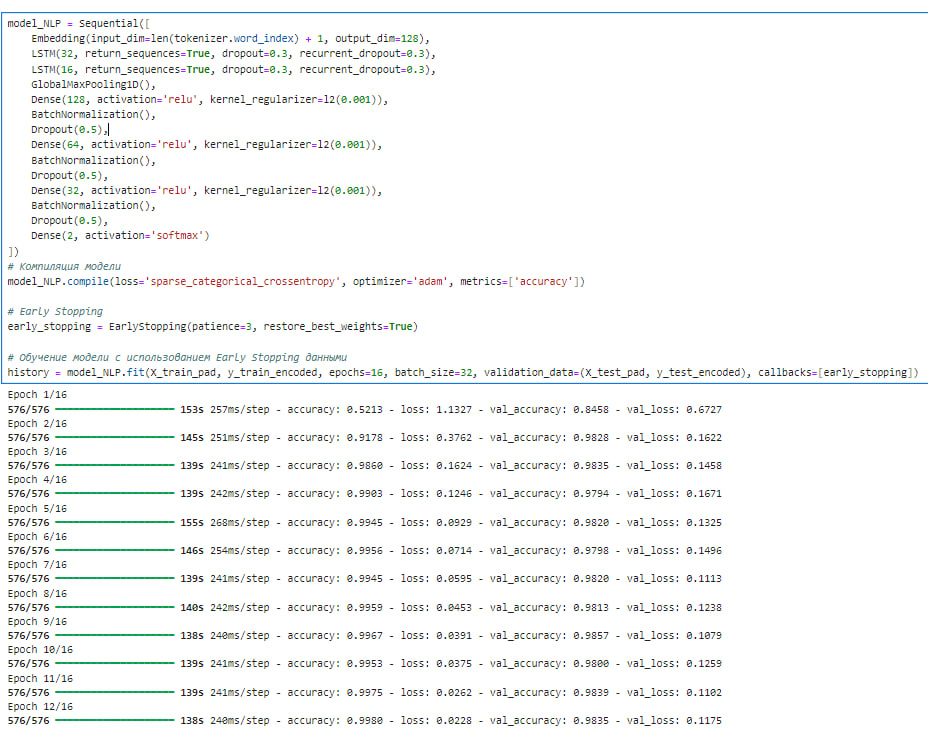 model_NLP = Sequential([
    Embedding(input_dim=len(tokenizer.word_index) + 1, output_dim=128),
    LSTM(32, return_sequences=True, dropout=0.3, recurrent_dropout=0.3),
    LSTM(16, return_sequences=True, dropout=0.3, recurrent_dropout=0.3),
    GlobalMaxPooling1D(),
    Dense(128, activation='relu', kernel_regularizer=l2(0.001)),
    BatchNormalization(),
    Dropout(0.5),
    Dense(64, activation='relu', kernel_regularizer=l2(0.001)),
    BatchNormalization(),
    Dropout(0.5),
    Dense(32, activation='relu', kernel_regularizer=l2(0.001)),
    BatchNormalization(),
    Dropout(0.5),
    Dense(2, activation='softmax')
])
# Компиляция модели
model_NLP.compile(loss='sparse_categorical_crossentropy', optimizer='adam', metrics=['accuracy'])
# Early Stopping
early_stopping = EarlyStopping(patience=3, restore_best_weights=True)
# Обучение модели с использованием Early Stopping данными
history = model_NLP.fit(X_train_pad, y_train_encoded, epochs=16, batch_size=32, validation_data=(X_test_pad, y_test_encoded), callbacks=[early_stopping])
Epoch 1/16
576/576 ━━━━━━━━━━━━━━━━━━━━ 153s 257ms/step - accuracy: 0.5213 - loss: 1.1327 - val_accuracy: 0.8458 - val_loss: 0.6727
Epoch 2/16
576/576 ━━━━━━━━━━━━━━━━━━━━ 145s 251ms/step - accuracy: 0.9178 - loss: 0.3762 - val_accuracy: 0.9828 - val_loss: 0.1622
Epoch 3/16
576/576 ━━━━━━━━━━━━━━━━━━━━ 139s 241ms/step - accuracy: 0.9860 - loss: 0.1624 - val_accuracy: 0.9835 - val_loss: 0.1458
Epoch 4/16
576/576 ━━━━━━━━━━━━━━━━━━━━ 139s 242ms/step - accuracy: 0.9903 - loss: 0.1246 - val_accuracy: 0.9794 - val_loss: 0.1671
Epoch 5/16
576/576 ━━━━━━━━━━━━━━━━━━━━ 155s 268ms/step - accuracy: 0.9945 - loss: 0.0929 - val_accuracy: 0.9820 - val_loss: 0.1325
Epoch 6/16
576/576 ━━━━━━━━━━━━━━━━━━━━ 146s 254ms/step - accuracy: 0.9956 - loss: 0.0714 - val_accuracy: 0.9798 - val_loss: 0.1496
Epoch 7/16
576/576 ━━━━━━━━━━━━━━━━━━━━ 139s 241ms/step - accuracy: 0.9945 - loss: 0.0595 - val_accuracy: 0.9820 - val_loss: 0.1113
Epoch 8/16
576/576 ━━━━━━━━━━━━━━━━━━━━ 140s 242ms/step - accuracy: 0.9959 - loss: 0.0453 - val_accuracy: 0.9813 - val_loss: 0.1238
Epoch 9/16
576/576 ━━━━━━━━━━━━━━━━━━━━ 138s 240ms/step - accuracy: 0.9967 - loss: 0.0391 - val_accuracy: 0.9857 - val_loss: 0.1079
Epoch 10/16
576/576 ━━━━━━━━━━━━━━━━━━━━ 139s 241ms/step - accuracy: 0.9953 - loss: 0.0375 - val_accuracy: 0.9800 - val_loss: 0.1259
Epoch 11/16
576/576 ━━━━━━━━━━━━━━━━━━━━ 139s 241ms/step - accuracy: 0.9975 - loss: 0.0262 - val_accuracy: 0.9839 - val_loss: 0.1102
Epoch 12/16
576/576 ━━━━━━━━━━━━━━━━━━━━ 138s 240ms/step - accuracy: 0.9980 - loss: 0.0228 - val_accuracy: 0.9835 - val_loss: 0.1175